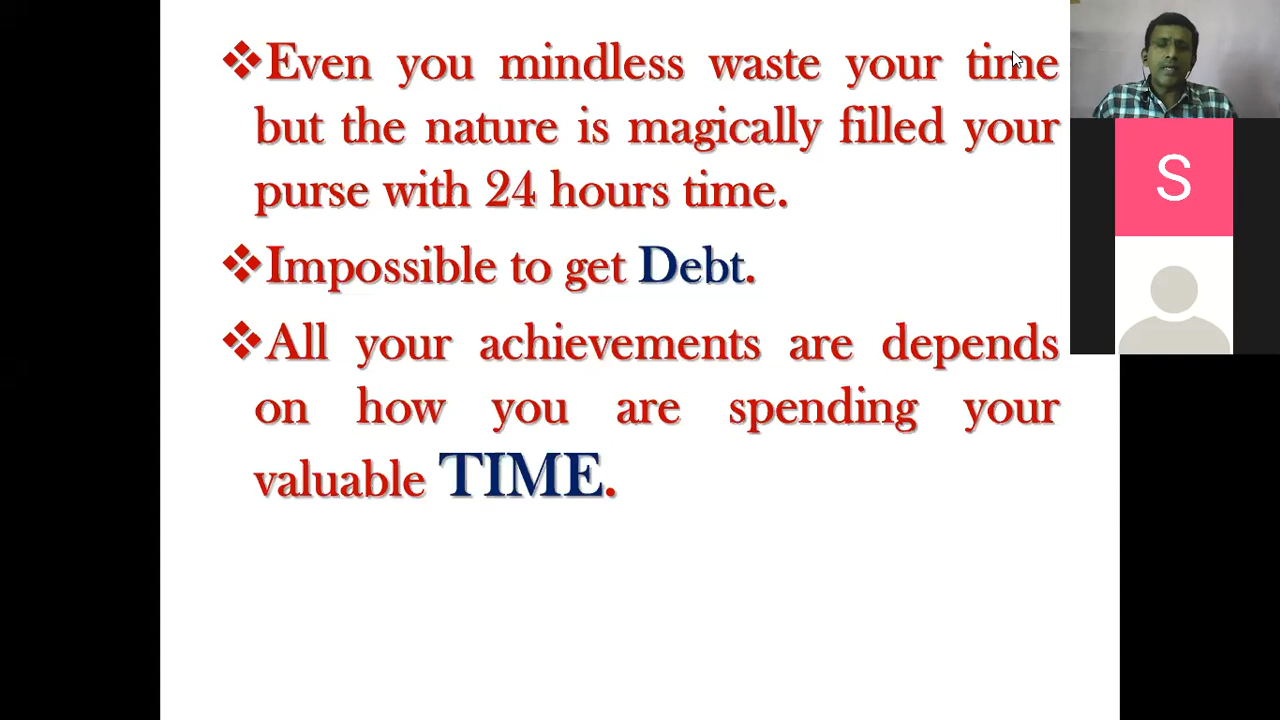 Even you mindless waste your time
but the nature is magically filled your
purse with 24 hours time.
Impossible to get Debt.
All your achievements are depends
on how you are spending your
valuable TIME.
S